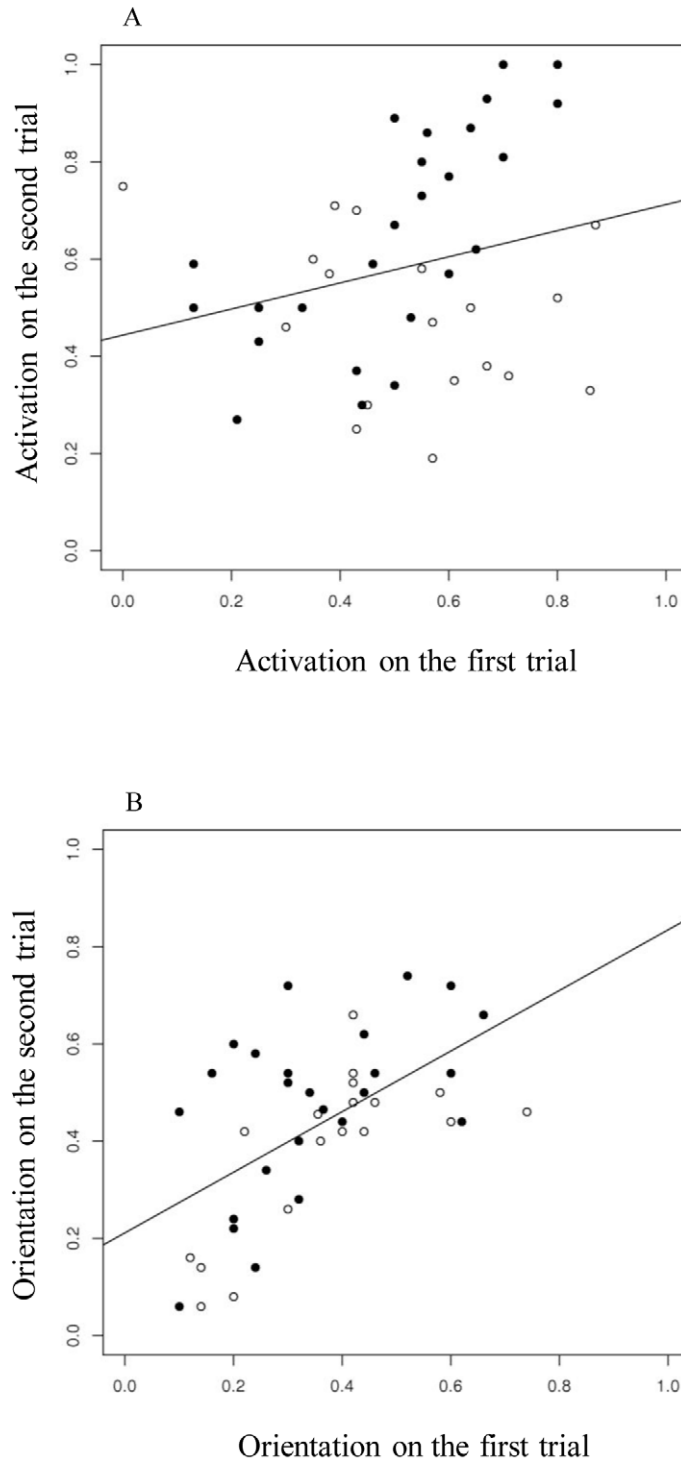 A
Activation on the second trial
1.0
0.8
0.6
0.4
0.2
0.0
0.0 0.2 0.4 0.6 0.8 1.0
Activation on the first trial
B
Orientation on the second trial
1.0
0.8
0.6
0.4
0.2
0.0
0.0 0.2 0.4 0.6 0.8 1.0
Orientation on the first trial